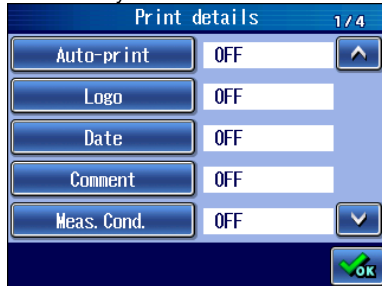 Print details 1/4
Auto-print OFF
Logo OFF
Date OFF
Comment OFF
Meas. Cond. OFF
OK